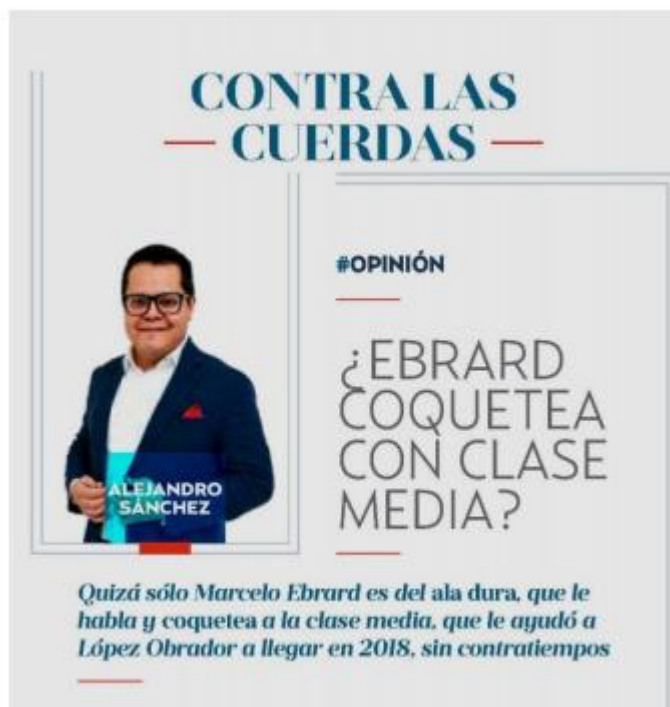 CONTRA LAS
CUERDAS
ALEJANDRO
SÁNCHEZ
#OPINIÓN
¿EBRARD
COQUETEA
CON CLASE
MEDIA?
Quizá sólo Marcelo Ebrard es del ala dura, que le
habla y coquetea a la clase media, que le ayudó a
López Obrador a llegar en 2018, sin contratiempos